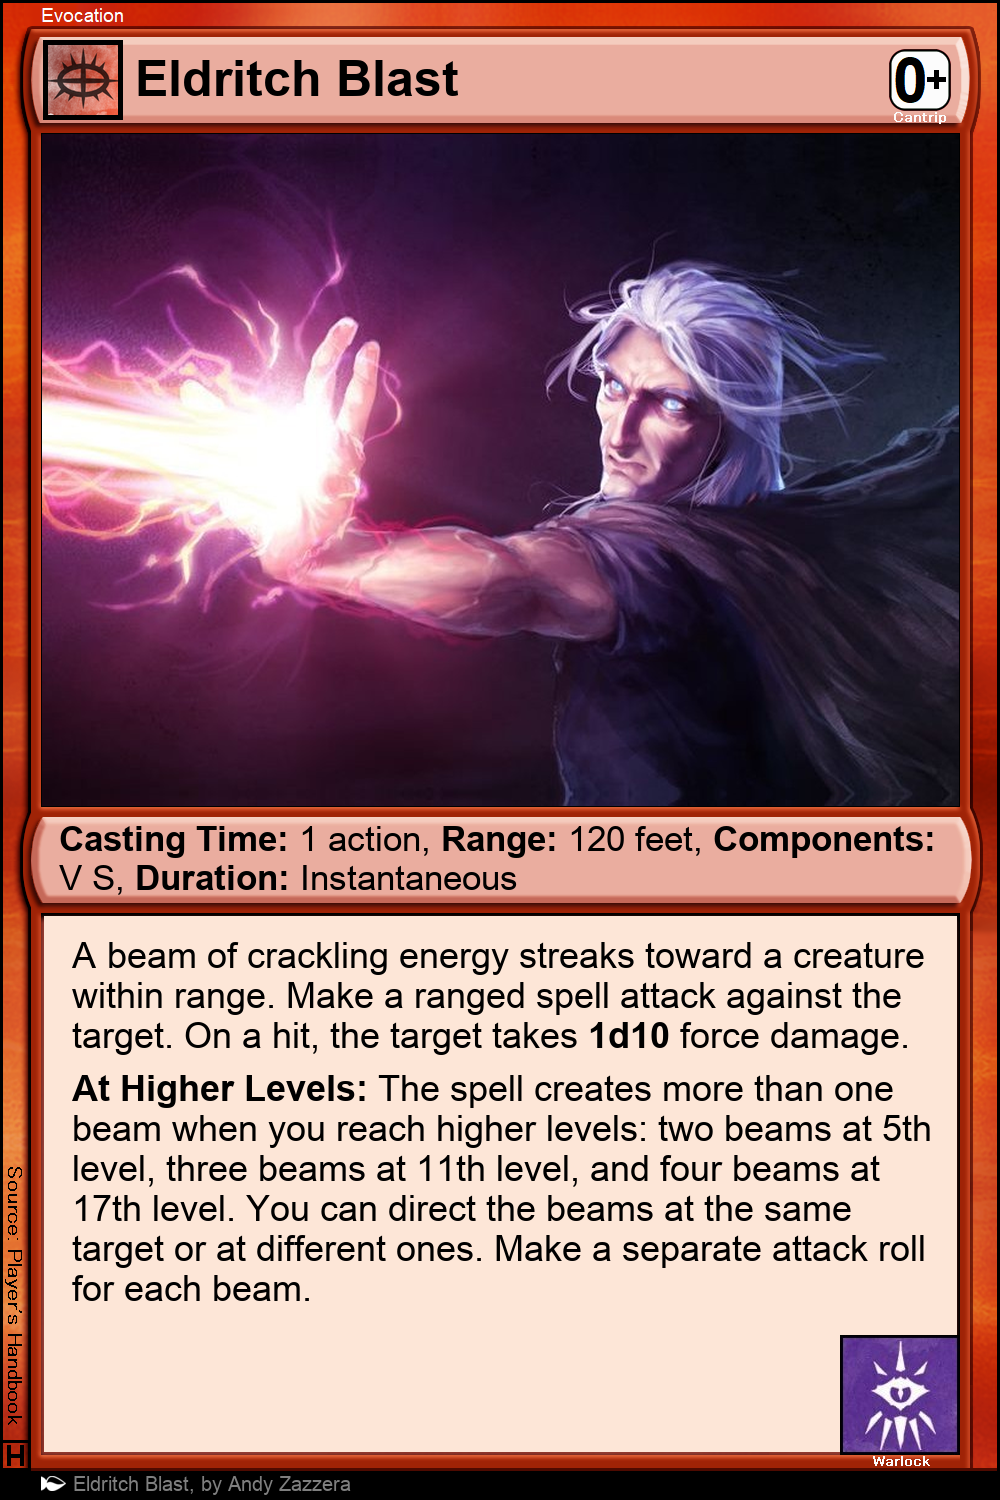 Evocation
Eldritch Blast
0+
Cantrip
Casting Time: 1 action, Range: 120 feet, Components:
V S, Duration: Instantaneous
A beam of crackling energy streaks toward a creature
within range. Make a ranged spell attack against the
target. On a hit, the target takes 1d10 force damage.
At Higher Levels: The spell creates more than one
beam when you reach higher levels: two beams at 5th
level, three beams at 11th level, and four beams at
17th level. You can direct the beams at the same
target or at different ones. Make a separate attack roll
for each beam.
Source: Player's Handbook
H
Warlock
Eldritch Blast, by Andy Zazzera